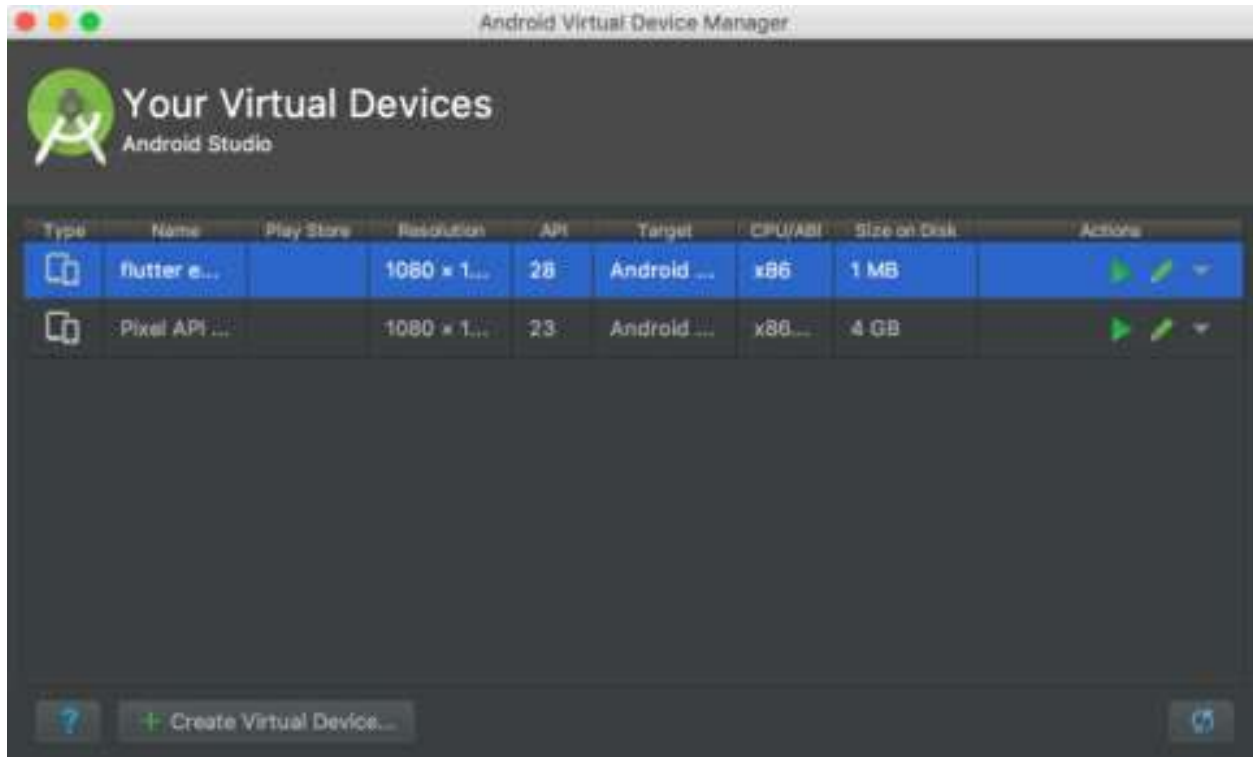 Android Virtual Device Manager
Your Virtual Devices
Android Studio
Type Name Play Store Resolution API Target CPU/ABI Size on Disk Actions
flutter e... 1080 × 1... 28 Android ... x86 1 MB
Pixel API ... 1080 × 1... 23 Android ... x86... 4 GB
? + Create Virtual Device...